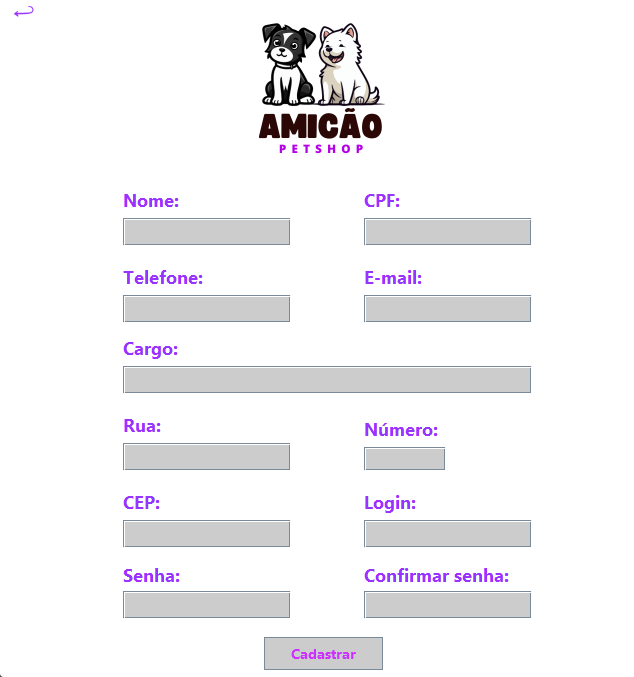 AMICÃO
PETSHOP
Nome: CPF:
Telefone: E-mail:
Cargo:
Rua: Número:
CEP: Login:
Senha: Confirmar senha:
Cadastrar